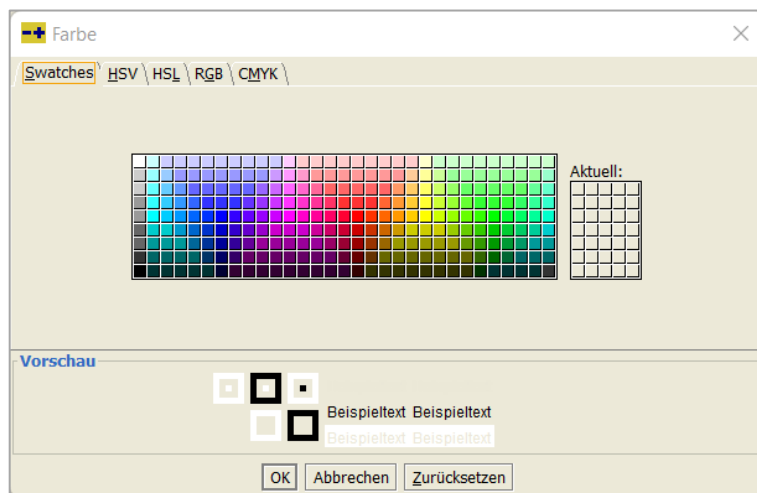 Farbe
Swatches HSV HSL RGB CMYK
Aktuell:
Vorschau
Beispieltext Beispieltext
Beispieltext Beispieltext
OK Abbrechen Zurücksetzen